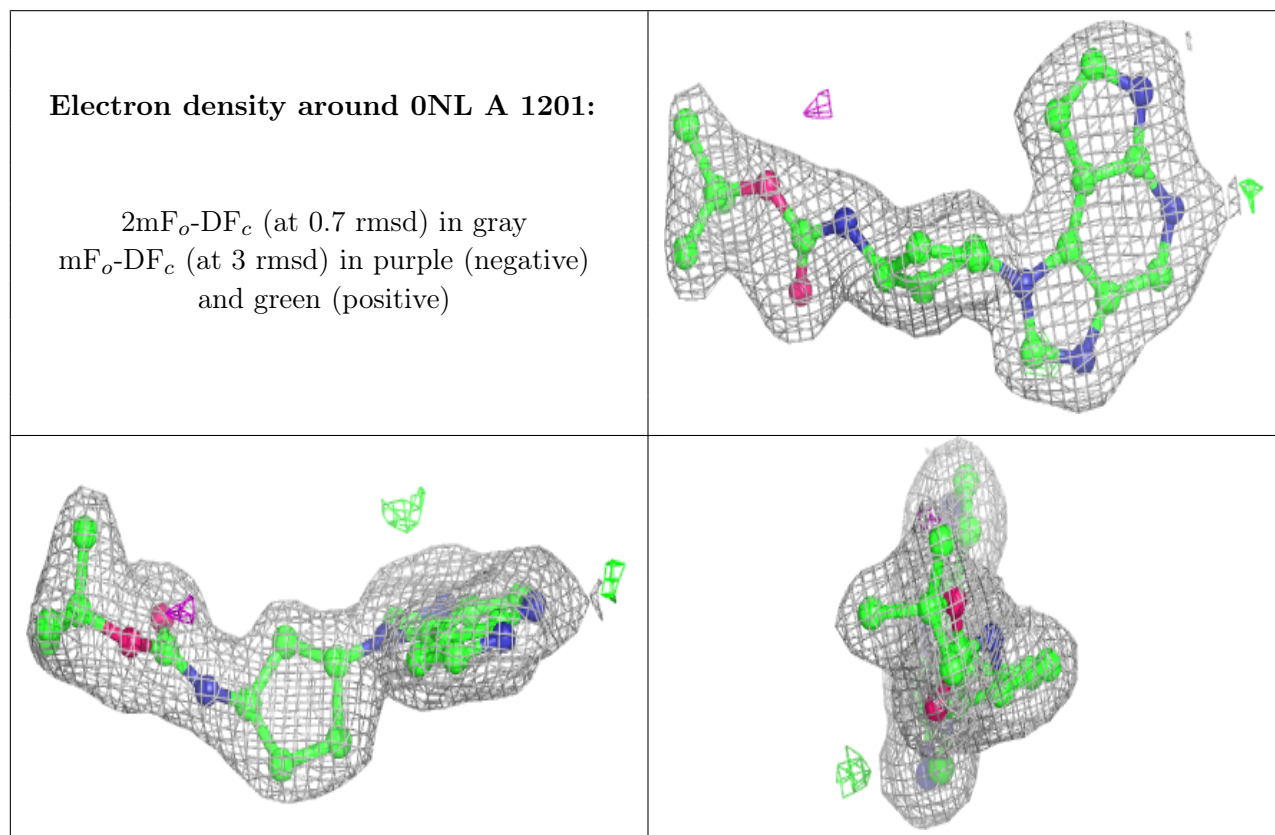 Electron density around 0NL A 1201:
2mFo-DFc (at 0.7 rmsd) in gray
mFo-DFc (at 3 rmsd) in purple (negative)
and green (positive)